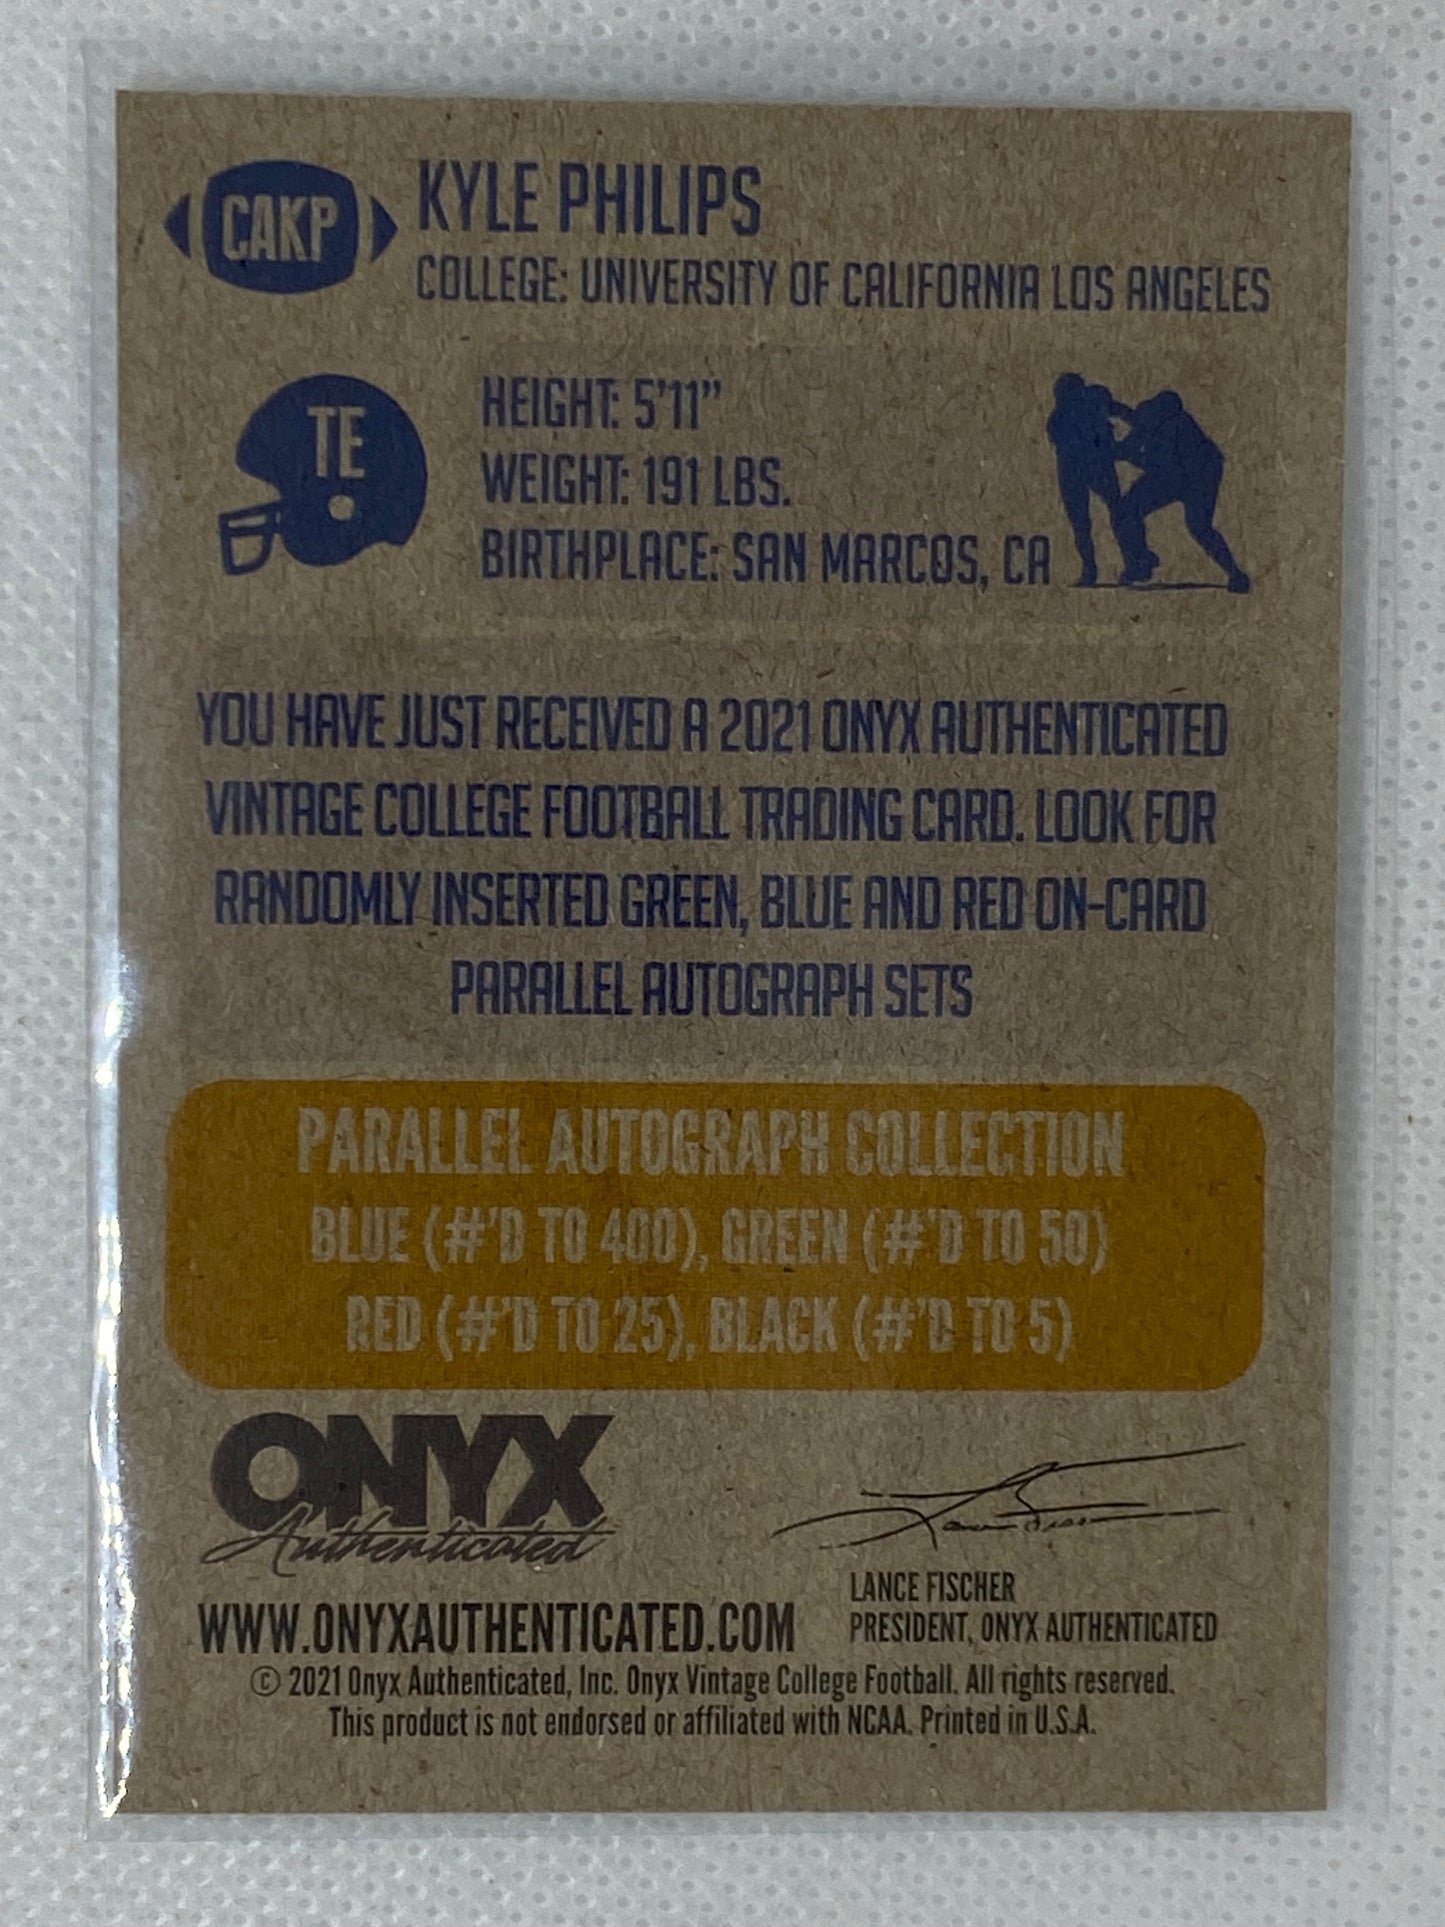 CAKP
KYLE PHILIPS
COLLEGE: UNIVERSITY OF CALIFORNIA LOS ANGELES
TE
HEIGHT: 5'11"
WEIGHT: 191 LBS.
BIRTHPLACE: SAN MARCOS, CA
YOU HAVE JUST RECEIVED A 2021 ONYX AUTHENTICATED
VINTAGE COLLEGE FOOTBALL TRADING CARD. LOOK FOR
RANDOMLY INSERTED GREEN, BLUE AND RED ON-CARD
PARALLEL AUTOGRAPH SETS
PARALLEL AUTOGRAPH COLLECTION
BLUE (#'D TO 400), GREEN (#'D TO 50)
RED (#'D TO 25), BLACK (#'D TO 5)
ONYX
Authenticated
WWW.ONYXAUTHENTICATED.COM
LANCE FISCHER
PRESIDENT, ONYX AUTHENTICATED
© 2021 Onyx Authenticated, Inc. Onyx Vintage College Football. All rights reserved.
This product is not endorsed or affiliated with NCAA. Printed in U.S.A.